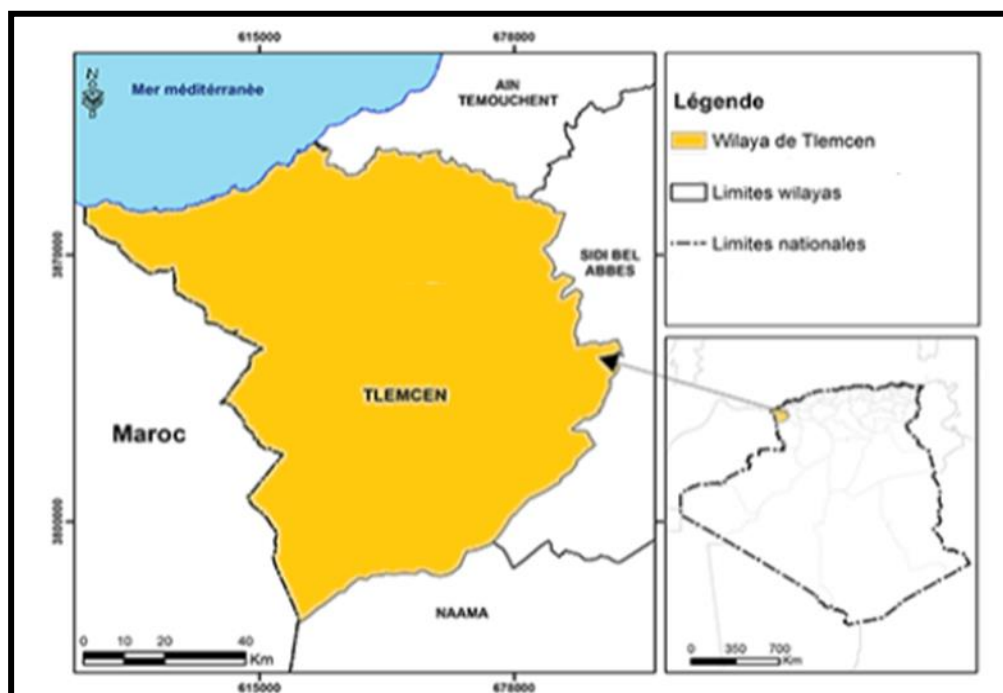 615000
678000
N
Mer méditérranèe
AIN
TEMOUCHENT
3870000
SIDI BEL
ABBES
TLEMCEN
Maroc
3800000
NAAMA
0 10 20 40
Km
615000
678000
Légende
Wilaya de Tlemcen
Limites wilayas
Limites nationales
0 350 700
Km